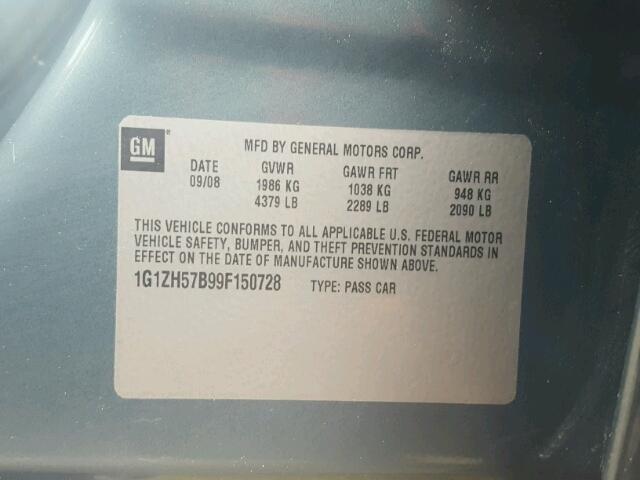 GM ®
MFD BY GENERAL MOTORS CORP.
DATE GVWR GAWR FRT GAWR RR
09/08 1986 KG 1038 KG 948 KG
4379 LB 2289 LB 2090 LB
THIS VEHICLE CONFORMS TO ALL APPLICABLE U.S. FEDERAL MOTOR
VEHICLE SAFETY, BUMPER, AND THEFT PREVENTION STANDARDS IN
EFFECT ON THE DATE OF MANUFACTURE SHOWN ABOVE.
1G1ZH57B99F150728 TYPE: PASS CAR